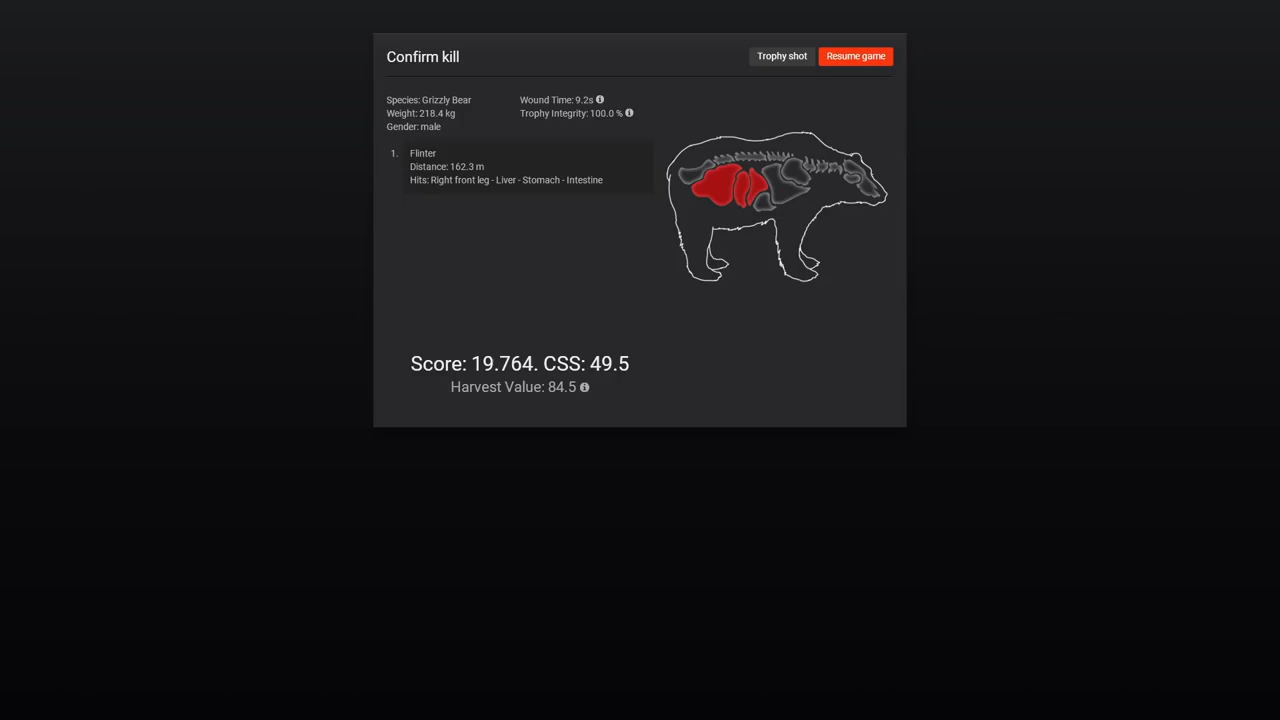 Confirm kill
Trophy shot
Resume game
Species: Grizzly Bear
Weight: 218.4 kg
Gender: male
Wound Time: 9.2s
Trophy Integrity: 100.0 %
1. Flinter
Distance: 162.3 m
Hits: Right front leg - Liver - Stomach - Intestine
Score: 19.764. CSS: 49.5
Harvest Value: 84.5